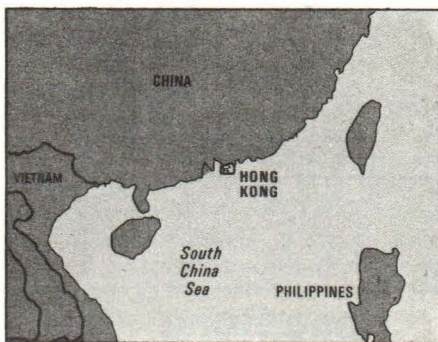 CHINA
VIETNAM
HONG
KONG
South
China
Sea
PHILIPPINES